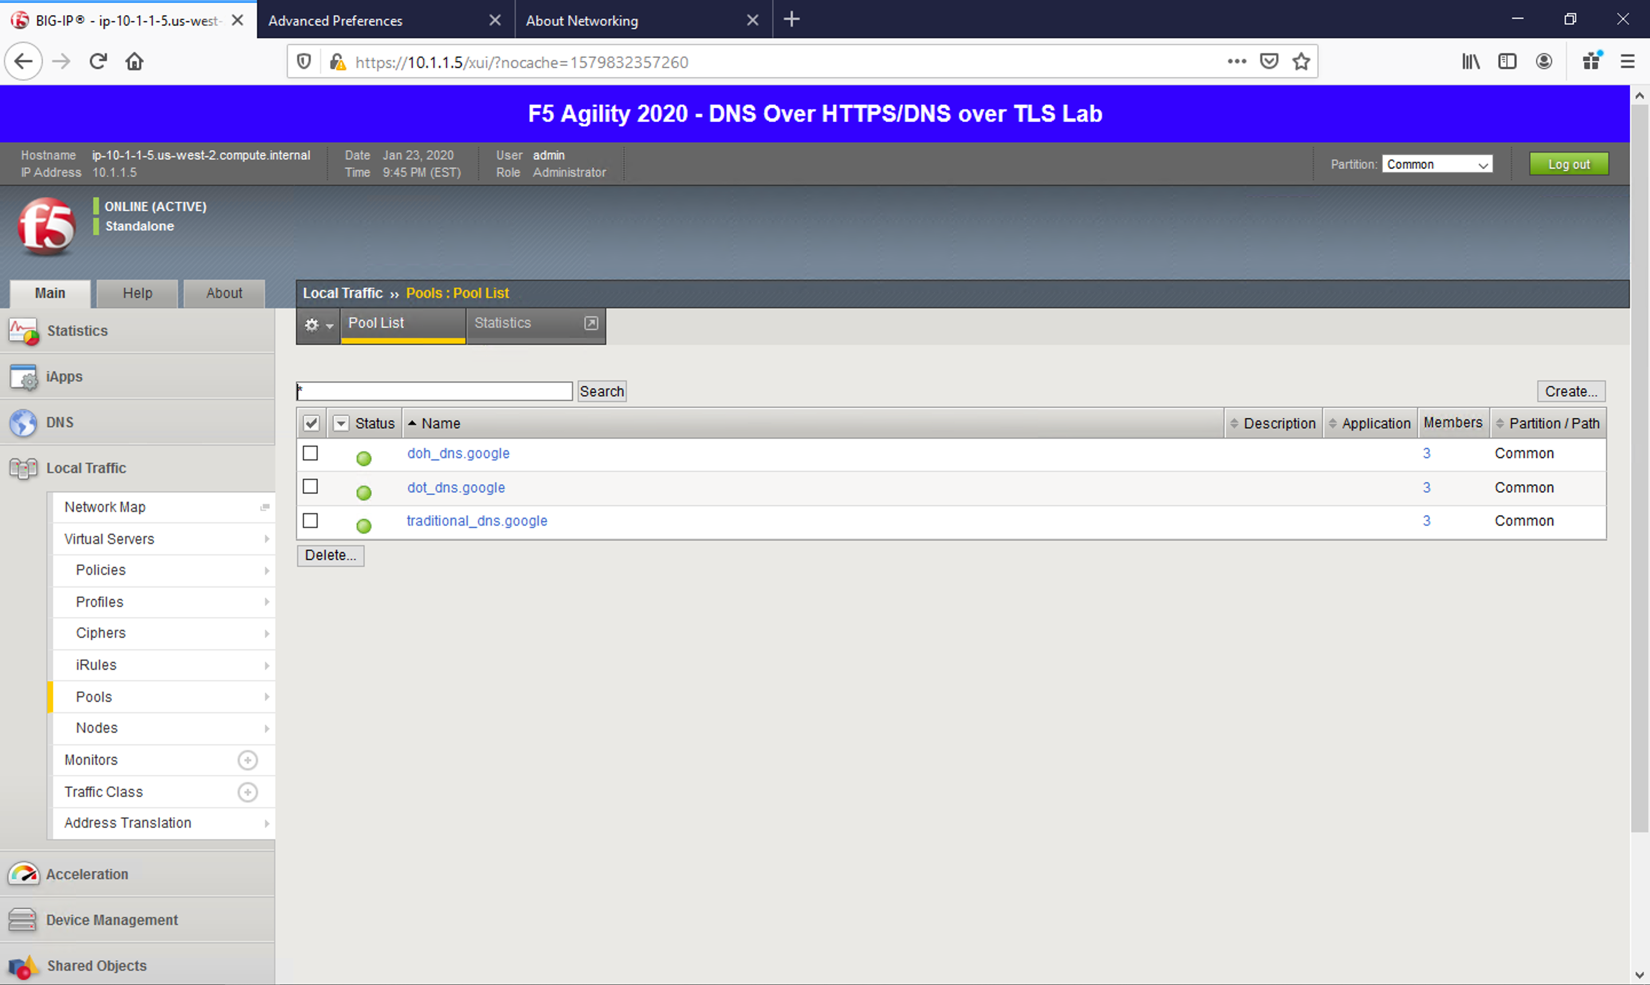 BIG-IP® - ip-10-1-1-5.us-west-
Advanced Preferences
About Networking
https://10.1.1.5/xui/?nocache=1579832357260
F5 Agility 2020 - DNS Over HTTPS/DNS over TLS Lab
Hostname ip-10-1-1-5.us-west-2.compute.internal Date Jan 23, 2020 User admin
IP Address 10.1.1.5 Time 9:45 PM (EST) Role Administrator
Partition: Common Log out
f5
ONLINE (ACTIVE)
Standalone
Main Help About
Local Traffic ›› Pools : Pool List
Pool List Statistics
* Search Create...
Status Name Description Application Members Partition / Path
doh_dns.google 3 Common
dot_dns.google 3 Common
traditional_dns.google 3 Common
Delete...
Statistics
iApps
DNS
Local Traffic
Network Map
Virtual Servers
Policies
Profiles
Ciphers
iRules
Pools
Nodes
Monitors
Traffic Class
Address Translation
Acceleration
Device Management
Shared Objects